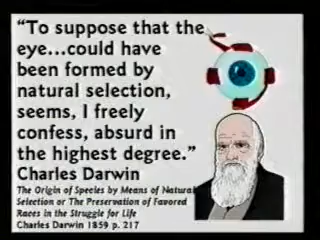 “To suppose that the
eye...could have
been formed by
natural selection,
seems, I freely
confess, absurd in
the highest degree.”
Charles Darwin
The Origin of Species by Means of Natural
Selection or The Preservation of Favored
Races in the Struggle for Life
Charles Darwin 1859 p. 217